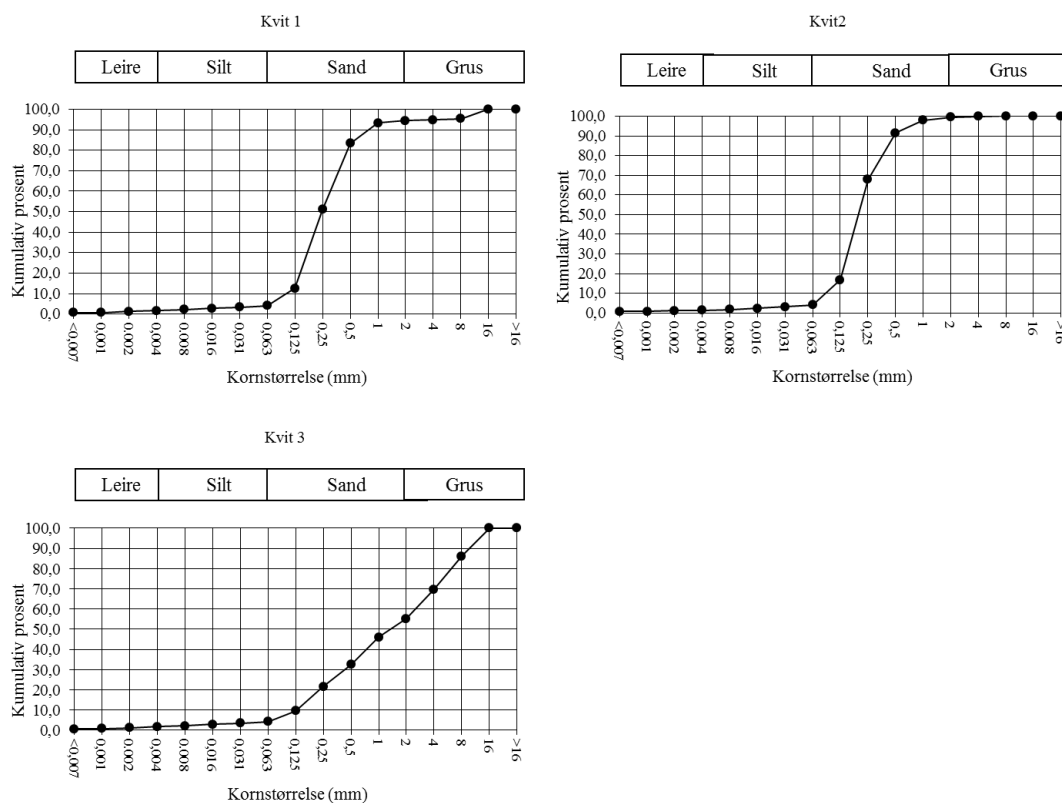 Kvit 1
Leire Silt Sand Grus
100,0
90,0
80,0
70,0
60,0
50,0
40,0
30,0
20,0
10,0
0,0
Kumulativ prosent
<0,007 0,001 0,002 0,004 0,008 0,016 0,031 0,063 0,125 0,25 0,5 1 2 4 8 16 >16
Kornstørrelse (mm)
Kvit2
Leire Silt Sand Grus
100,0
90,0
80,0
70,0
60,0
50,0
40,0
30,0
20,0
10,0
0,0
Kumulativ prosent
<0,007 0.001 0.002 0,004 0,008 0,016 0,031 0,063 0,125 0,25 0,5 1 2 4 8 16 >16
Kornstørrelse (mm)
Kvit 3
Leire Silt Sand Grus
100,0
90,0
80,0
70,0
60,0
50,0
40,0
30,0
20,0
10,0
0,0
Kumulativ prosent
<0,007 0.001 0.002 0.004 0,008 0,016 0,031 0,063 0,125 0,25 0,5 1 2 4 8 16 >16
Kornstørrelse (mm)